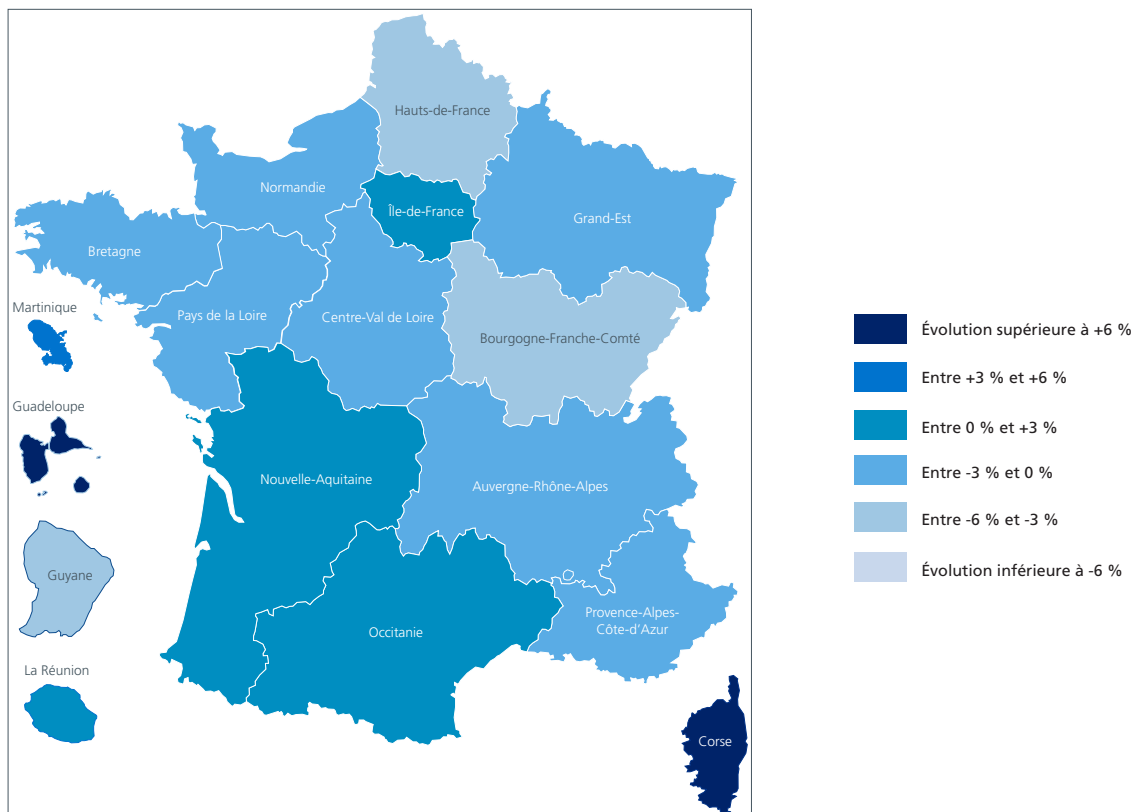 Hauts-de-France
Normandie
Île-de-France
Grand-Est
Bretagne
Martinique
Pays de la Loire
Centre-Val de Loire
Bourgogne-Franche-Comté
Guadeloupe
Nouvelle-Aquitaine
Auvergne-Rhône-Alpes
Guyane
Provence-Alpes-
Côte-d’Azur
Occitanie
La Réunion
Corse
Évolution supérieure à +6 %
Entre +3 % et +6 %
Entre 0 % et +3 %
Entre -3 % et 0 %
Entre -6 % et -3 %
Évolution inférieure à -6 %